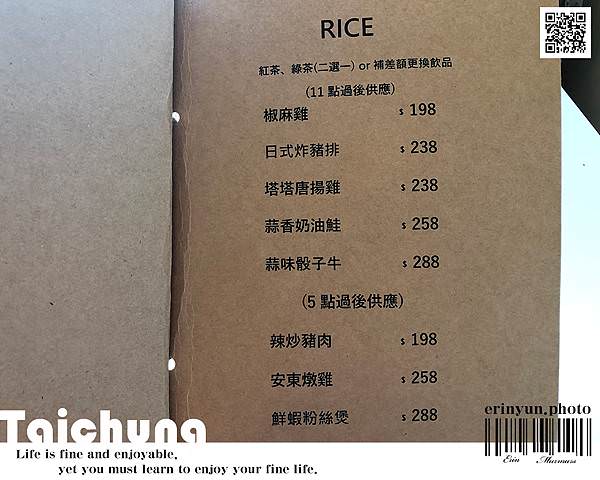 RICE
紅茶、綠茶(二選一) or 補差額更換飲品
(11 點過後供應)
椒麻雞 $ 198
日式炸豬排 $ 238
塔塔唐揚雞 $ 238
蒜香奶油鮭 $ 258
蒜味骰子牛 $ 288
(5 點過後供應)
辣炒豬肉 $ 198
安東燉雞 $ 258
鮮蝦粉絲煲 $ 288
Taichung
Life is fine and enjoyable,
yet you must learn to enjoy your fine life.
erinyun.photo
Erin Murmurs